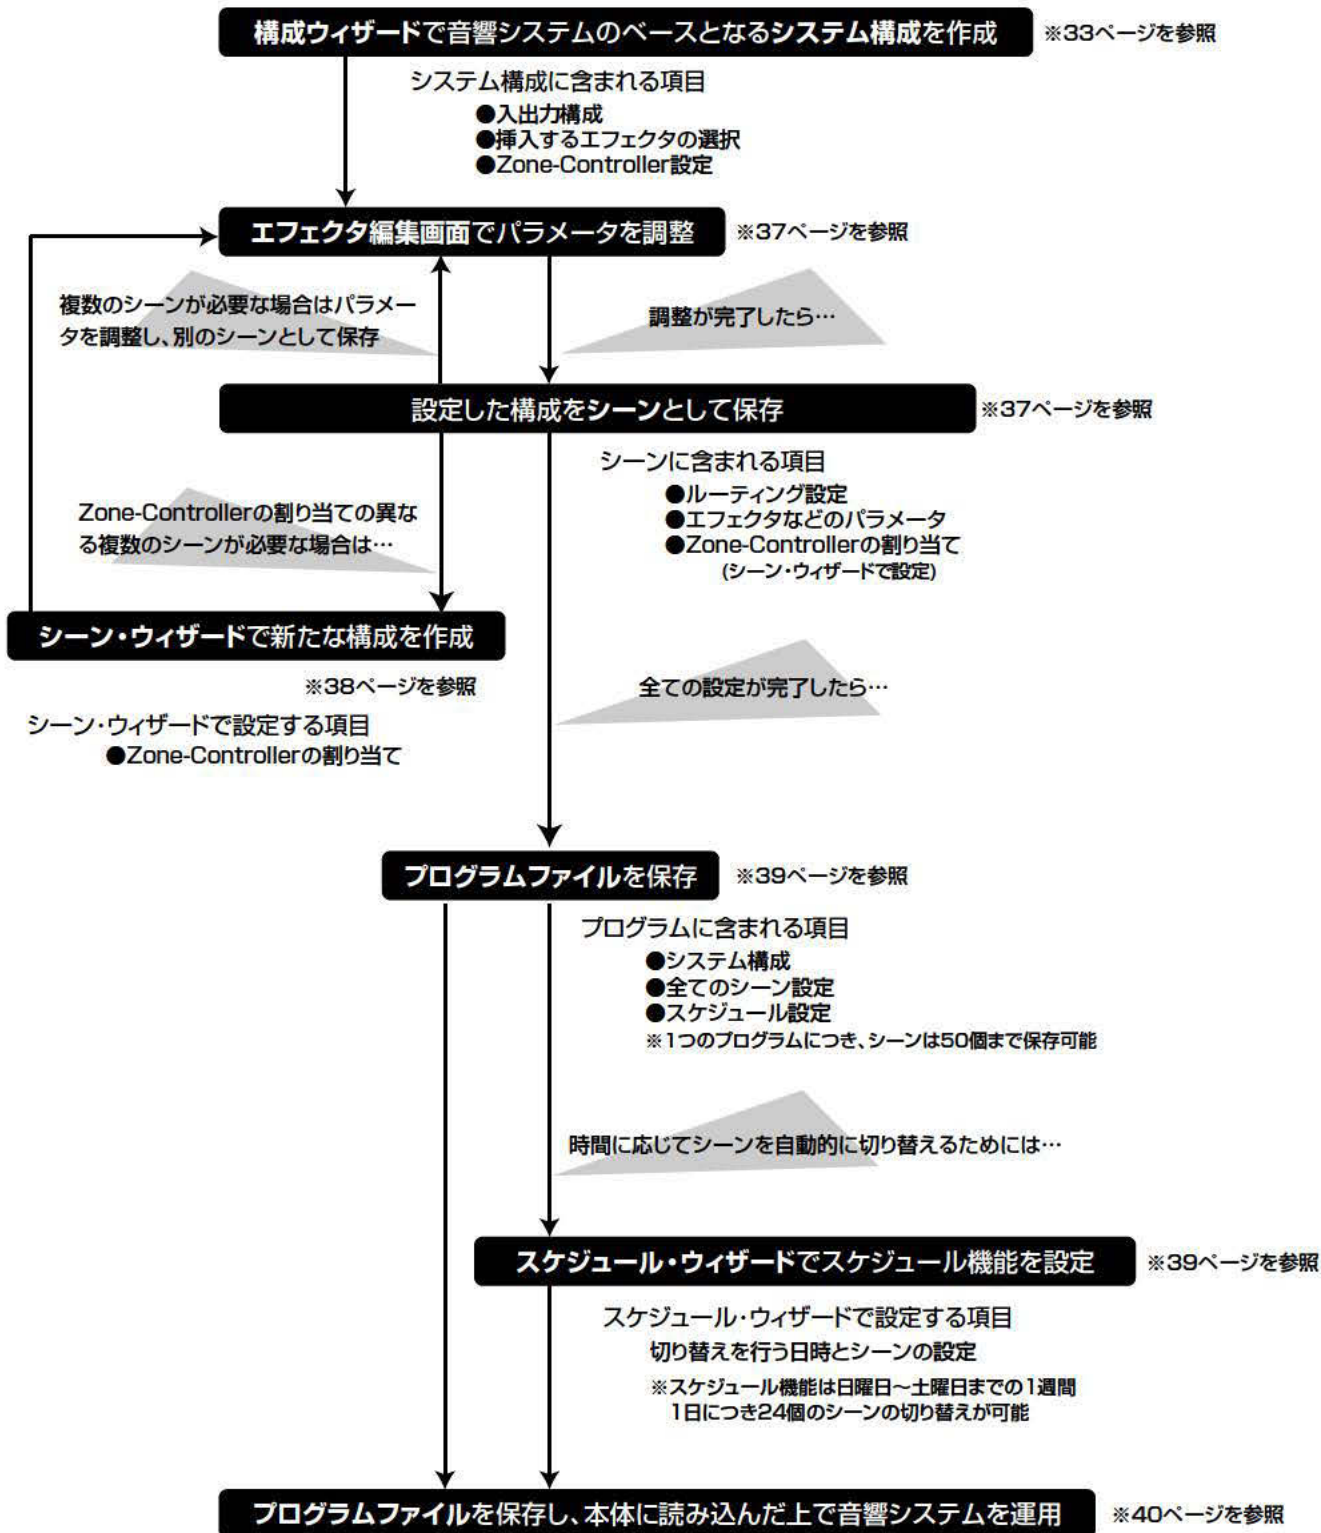 構成ウィザードで音響システムのベースとなるシステム構成を作成 ※33ページを参照
システム構成に含まれる項目
●入出力構成
●挿入するエフェクタの選択
●Zone-Controller設定
エフェクタ編集画面でパラメータを調整 ※37ページを参照
複数のシーンが必要な場合はパラメー
タを調整し、別のシーンとして保存
調整が完了したら…
設定した構成をシーンとして保存 ※37ページを参照
シーンに含まれる項目
●ルーティング設定
●エフェクタなどのパラメータ
●Zone-Controllerの割り当て
(シーン・ウィザードで設定)
Zone-Controllerの割り当ての異な
る複数のシーンが必要な場合は…
シーン・ウィザードで新たな構成を作成
※38ページを参照
シーン・ウィザードで設定する項目
●Zone-Controllerの割り当て
全ての設定が完了したら…
プログラムファイルを保存 ※39ページを参照
プログラムに含まれる項目
●システム構成
●全てのシーン設定
●スケジュール設定
※1つのプログラムにつき、シーンは50個まで保存可能
時間に応じてシーンを自動的に切り替えるためには…
スケジュール・ウィザードでスケジュール機能を設定 ※39ページを参照
スケジュール・ウィザードで設定する項目
切り替えを行う日時とシーンの設定
※スケジュール機能は日曜日～土曜日までの1週間
1日につき24個のシーンの切り替えが可能
プログラムファイルを保存し、本体に読み込んだ上で音響システムを運用 ※40ページを参照